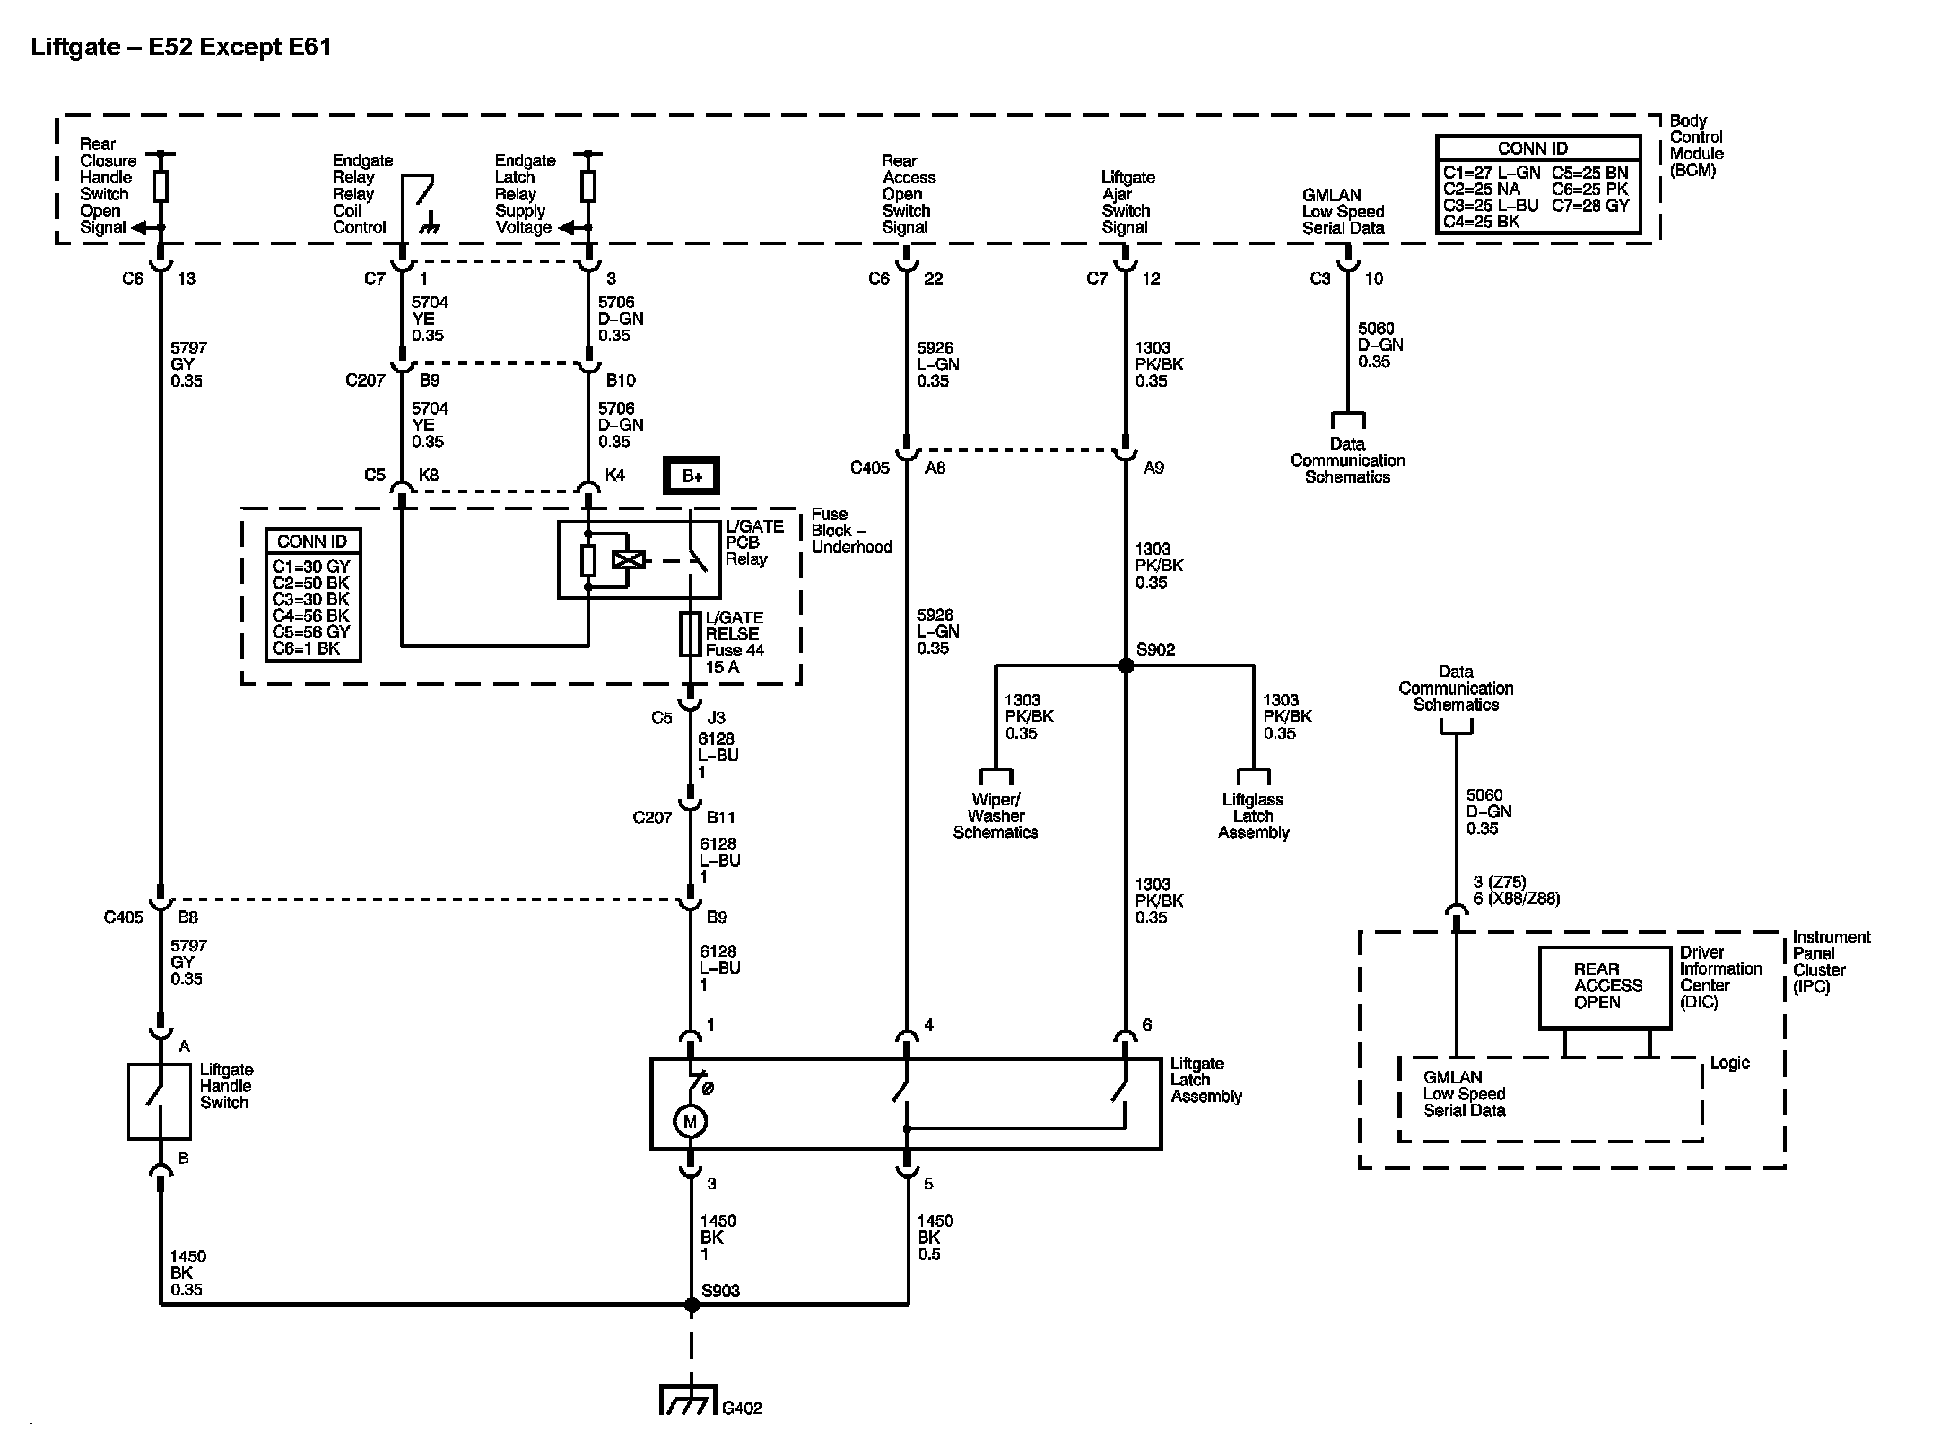 Liftgate – E52 Except E61
Rear
Closure
Handle
Switch
Open
Signal
Endgate
Relay
Relay
Coil
Control
Endgate
Latch
Relay
Supply
Voltage
Rear
Access
Open
Switch
Signal
Liftgate
Ajar
Switch
Signal
GMLAN
Low Speed
Serial Data
CONN ID
C1=27 L-GN C5=25 BN
C2=25 NA C6=25 PK
C3=25 L-BU C7=28 GY
C4=25 BK
Body
Control
Module
(BCM)
C6 13
C7 1
3
C6 22
C7 12
C3 10
5797
GY
0.35
5704
YE
0.35
5706
D-GN
0.35
5926
L-GN
0.35
1303
PK/BK
0.35
5060
D-GN
0.35
C207 B9
B10
5704
YE
0.35
5706
D-GN
0.35
Data
Communication
Schematics
C5 K8
K4
B+
C405 A8
A9
CONN ID
C1=30 GY
C2=50 BK
C3=30 BK
C4=56 BK
C5=56 GY
C6=1 BK
L/GATE
PCB
Relay
Fuse
Block –
Underhood
L/GATE
RELSE
Fuse 44
15 A
1303
PK/BK
0.35
5926
L-GN
0.35
S902
C5 J3
6128
L-BU
1
1303
PK/BK
0.35
1303
PK/BK
0.35
Data
Communication
Schematics
C207 B11
6128
L-BU
1
Wiper/
Washer
Schematics
Liftglass
Latch
Assembly
5060
D-GN
0.35
1303
PK/BK
0.35
3 (Z75)
6 (X88/Z88)
C405 B8
B9
5797
GY
0.35
6128
L-BU
1
Instrument
Panel
Cluster
(IPC)
REAR
ACCESS
OPEN
Driver
Information
Center
(DIC)
1
4
6
A
Liftgate
Handle
Switch
B
M
Liftgate
Latch
Assembly
Logic
GMLAN
Low Speed
Serial Data
3
5
1450
BK
0.35
1450
BK
1
1450
BK
0.5
S903
G402